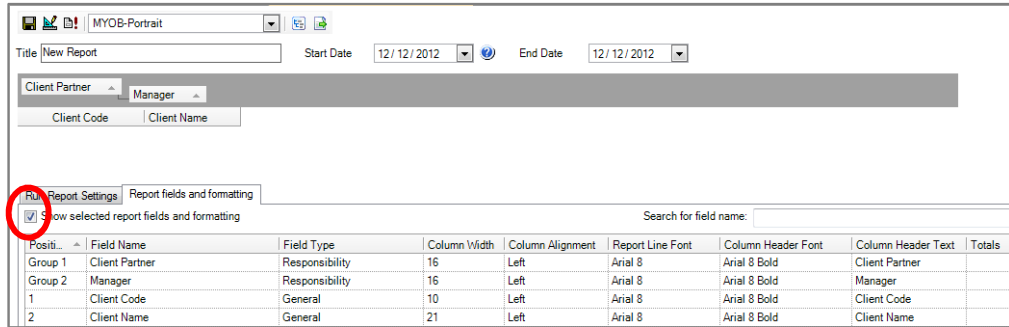 MYOB-Portrait
Title New Report Start Date 12/12/2012 End Date 12/12/2012
Client Partner
Manager
Client Code Client Name
Run Report Settings Report fields and formatting
Show selected report fields and formatting Search for field name:
Positi... Field Name Field Type Column Width Column Alignment Report Line Font Column Header Font Column Header Text Totals
Group 1 Client Partner Responsibility 16 Left Arial 8 Arial 8 Bold Client Partner
Group 2 Manager Responsibility 16 Left Arial 8 Arial 8 Bold Manager
1 Client Code General 10 Left Arial 8 Arial 8 Bold Client Code
2 Client Name General 21 Left Arial 8 Arial 8 Bold Client Name